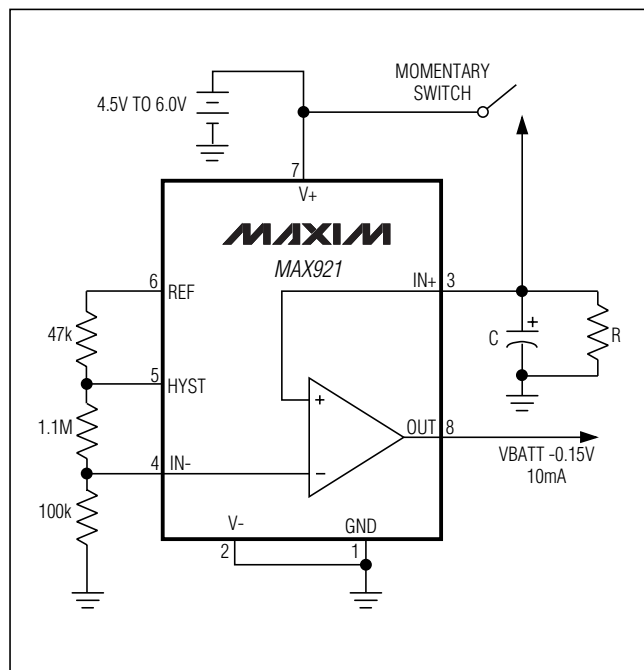 MOMENTARY
SWITCH
4.5V TO 6.0V
7
V+
MAXIM
MAX921
6 REF
IN+ 3
47k
C
+
R
5 HYST
1.1M
+
OUT 8
4 IN-
−
VBATT -0.15V
10mA
100k
V-
GND
2
1